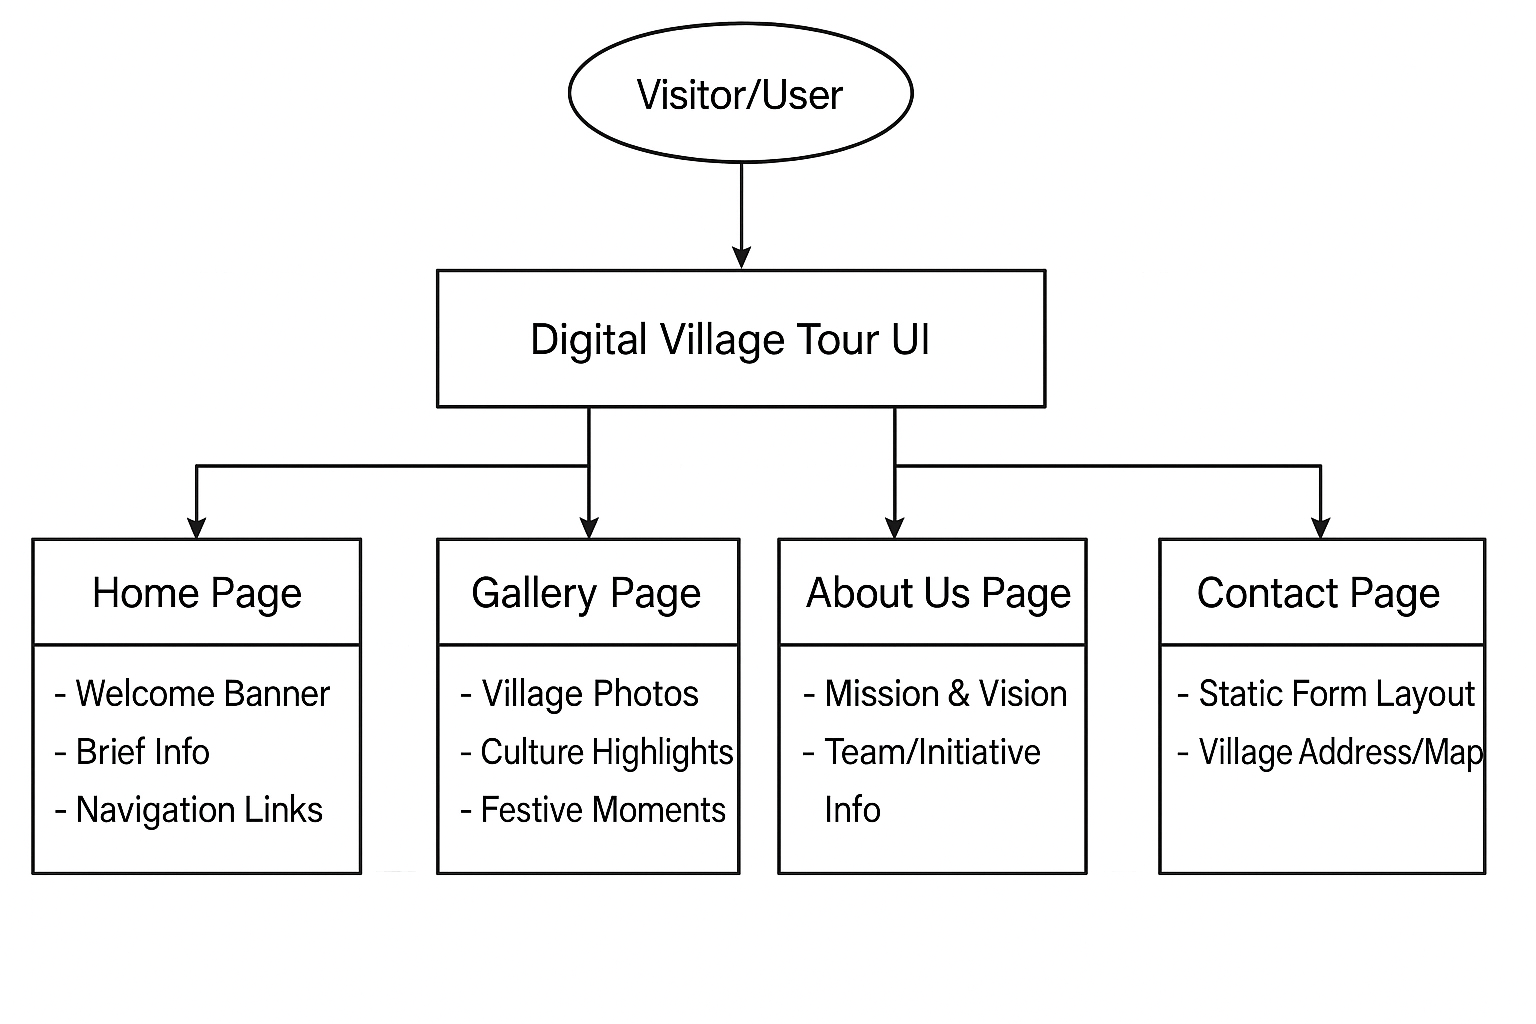 Visitor/User
Digital Village Tour UI
Home Page
- Welcome Banner
- Brief Info
- Navigation Links
Gallery Page
- Village Photos
- Culture Highlights
- Festive Moments
About Us Page
- Mission & Vision
- Team/Initiative
Info
Contact Page
- Static Form Layout
- Village Address/Map